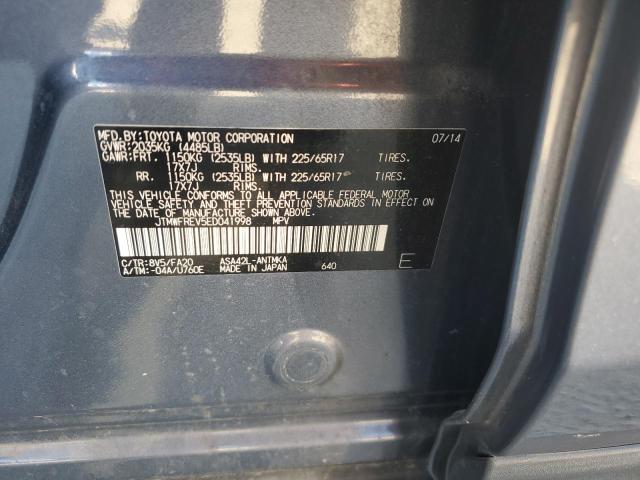 MFD. BY: TOYOTA MOTOR CORPORATION 07/14
GVWR: 2035KG (4485LB)
GAWR: FRT. 1150KG (2535LB) WITH 225/65R17 TIRES.
17X7J RIMS.
RR. 1150KG (2535LB) WITH 225/65R17 TIRES.
17X7J RIMS.
THIS VEHICLE CONFORMS TO ALL APPLICABLE FEDERAL MOTOR
VEHICLE SAFETY AND THEFT PREVENTION STANDARDS IN EFFECT
ON THE DATE OF MANUFACTURE SHOWN ABOVE.
JTMWFREV5ED041998 MPV
C/TR: 8V5/FA20 ASA42L-ANTMKA
A/TM: -04A/U760E MADE IN JAPAN 640 E